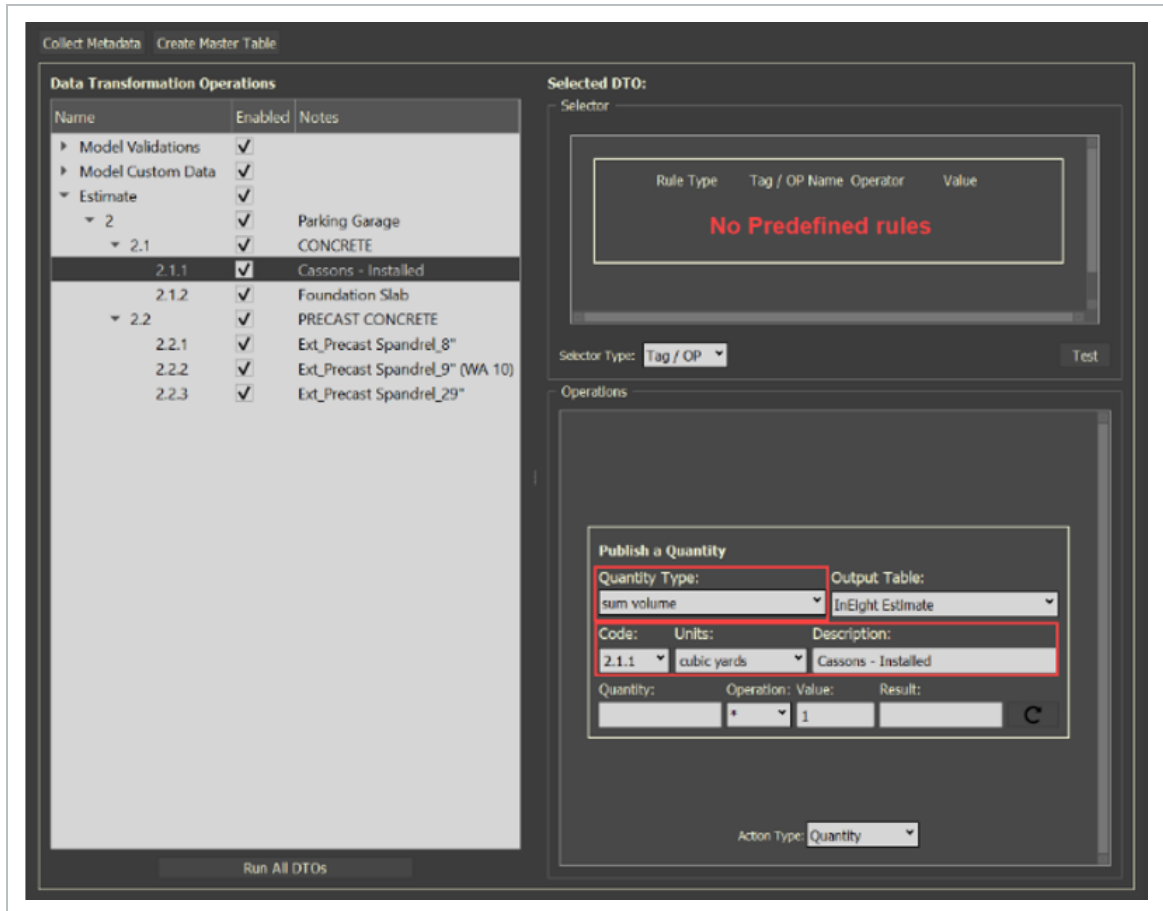 Collect Metadata Create Master Table
Data Transformation Operations
Name Enabled Notes
Model Validations
Model Custom Data
Estimate
2 Parking Garage
2.1 CONCRETE
2.1.1 Cassons - Installed
2.1.2 Foundation Slab
2.2 PRECAST CONCRETE
2.2.1 Ext_Precast Spandrel_8"
2.2.2 Ext_Precast Spandrel_9" (WA 10)
2.2.3 Ext_Precast Spandrel_29"
Run All DTOs
Selected DTO:
Selector
Rule Type Tag / OP Name Operator Value
No Predefined rules
Selector Type: Tag / OP Test
Operations
Publish a Quantity
Quantity Type: Output Table:
sum volume InEight Estimate
Code: Units: Description:
2.1.1 cubic yards Cassons - Installed
Quantity: Operation: Value: Result:
* 1
Action Type: Quantity